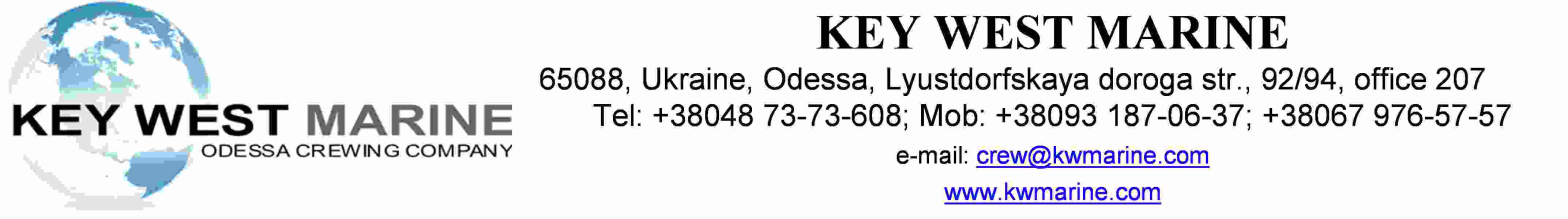 KEY WEST MARINE
ODESSA CREWING COMPANY
KEY WEST MARINE
65088, Ukraine, Odessa, Lyustdorfskaya doroga str., 92/94, office 207
Tel: +38048 73-73-608; Mob: +38093 187-06-37; +38067 976-57-57
e-mail: crew@kwmarine.com
www.kwmarine.com